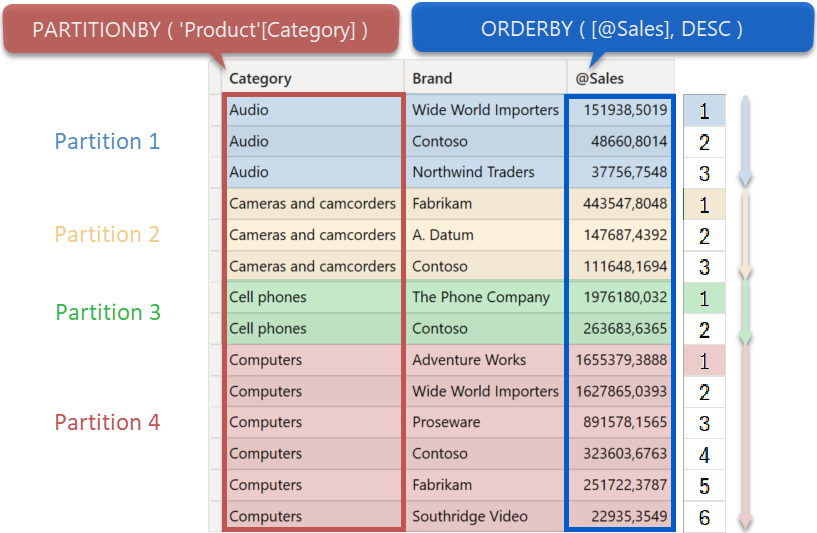 PARTITIONBY ( 'Product'[Category] )
ORDERBY ( [@Sales], DESC )
Category Brand @Sales
Audio Wide World Importers 151938,5019 1
Partition 1 Audio Contoso 48660,8014 2
Audio Northwind Traders 37756,7548 3
Cameras and camcorders Fabrikam 443547,8048 1
Partition 2 Cameras and camcorders A. Datum 147687,4392 2
Cameras and camcorders Contoso 111648,1694 3
Cell phones The Phone Company 1976180,032 1
Partition 3 Cell phones Contoso 263683,6365 2
Computers Adventure Works 1655379,3888 1
Computers Wide World Importers 1627865,0393 2
Partition 4 Computers Proseware 891578,1565 3
Computers Contoso 323603,6763 4
Computers Fabrikam 251722,3787 5
Computers Southridge Video 22935,3549 6